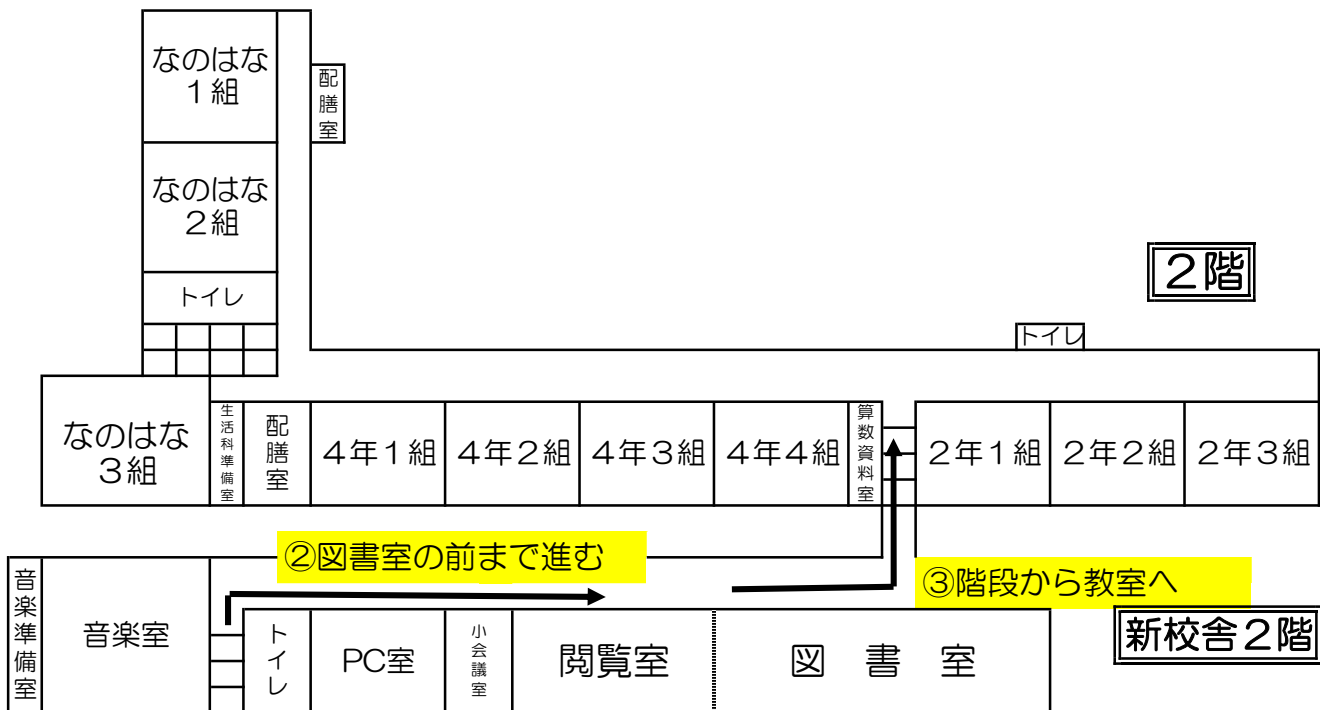 なのはな
１組
配膳室
なのはな
２組
２階
トイレ
トイレ
なのはな
３組
生活科準備室
配膳室
４年１組
４年２組
４年３組
４年４組
算数資料室
２年１組
２年２組
２年３組
②図書室の前まで進む
③階段から教室へ
音楽準備室
音楽室
トイレ
PC室
小会議室
閲覧室
図　書　室
新校舎２階